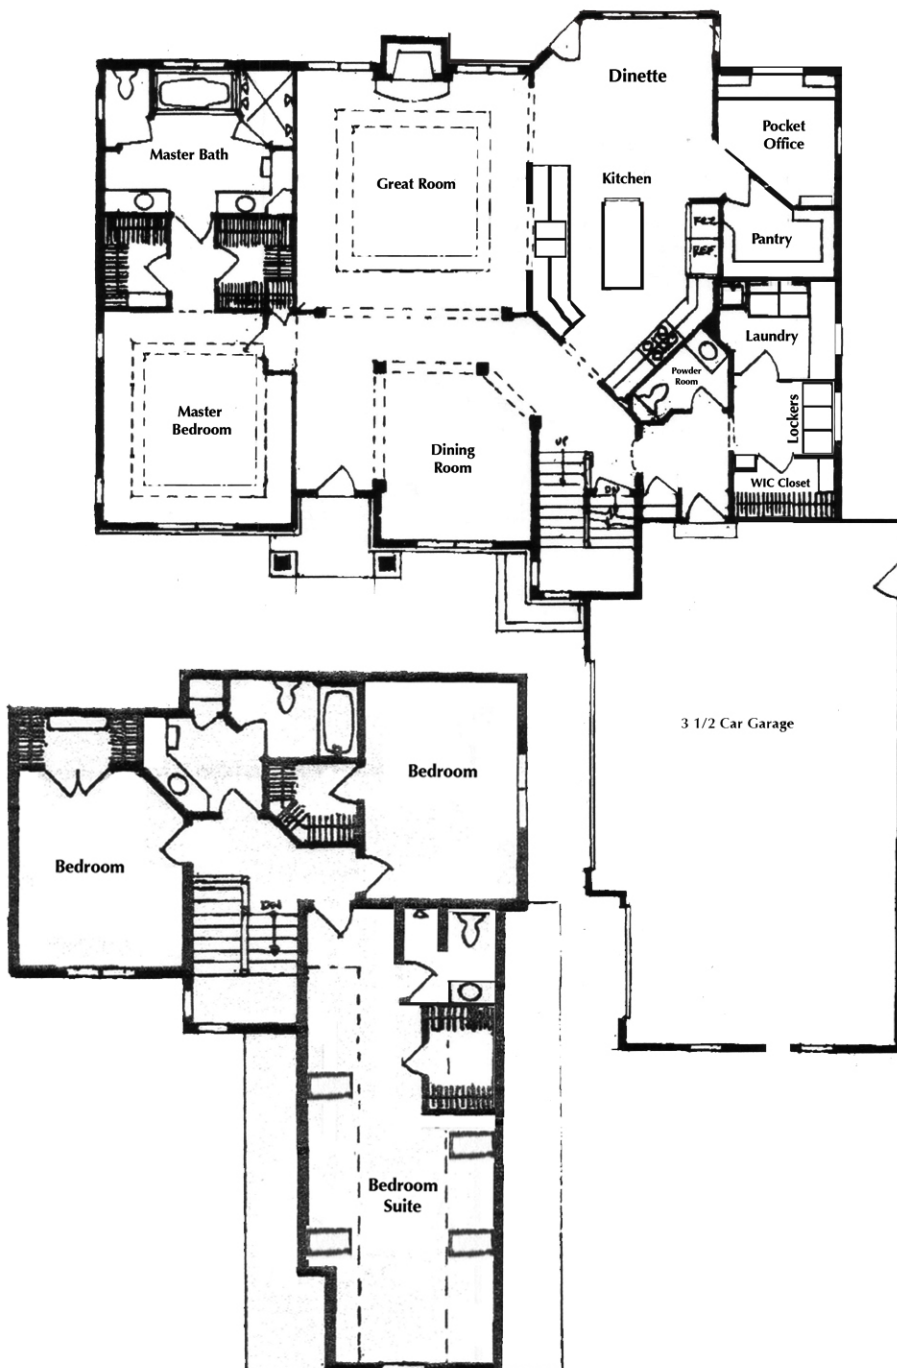 Dinette
Pocket
Office
Master Bath
Great Room
Kitchen
Pantry
REF.
Laundry
Powder
Room
Master
Bedroom
Lockers
Dining
Room
UP
WIC Closet
DN
3 1/2 Car Garage
Bedroom
Bedroom
DN
Bedroom
Suite